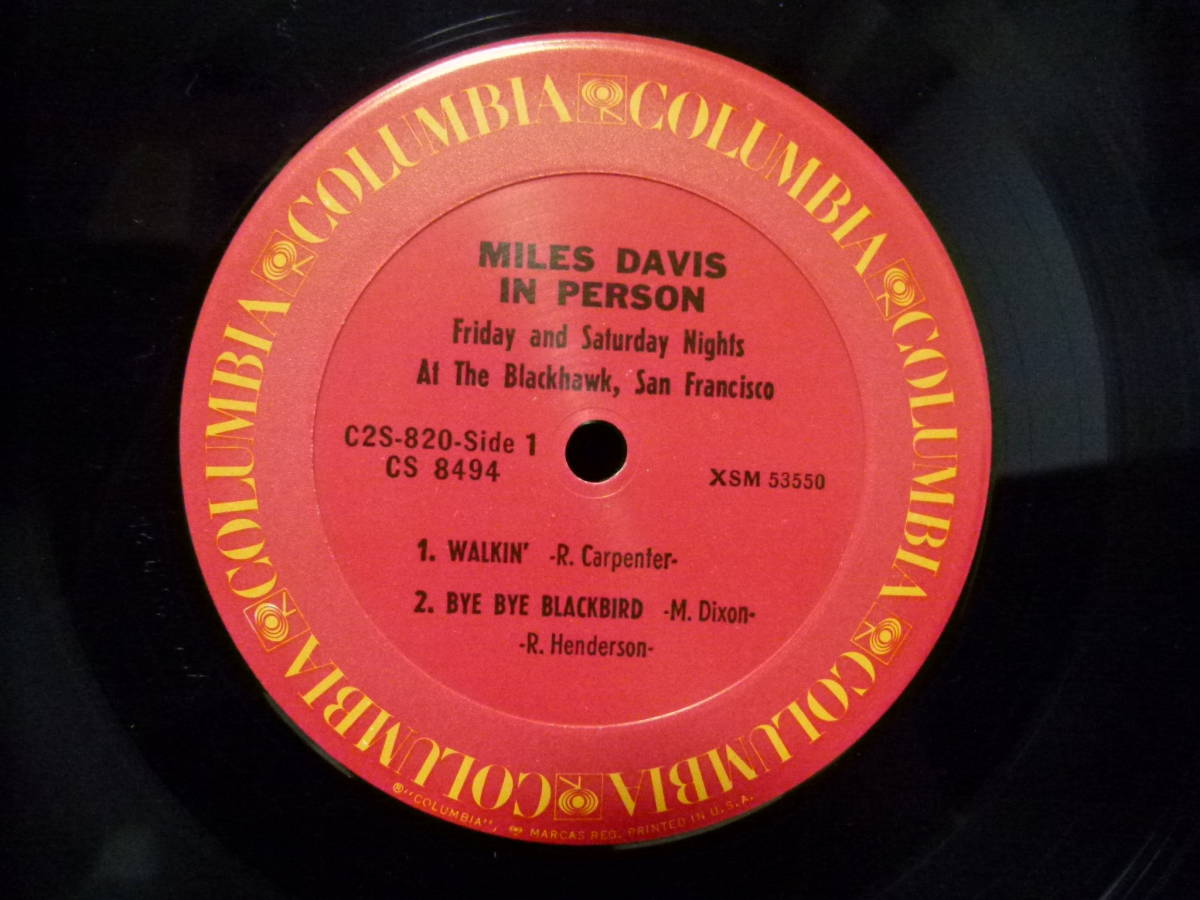 COLUMBIA COLUMBIA COLUMBIA COLUMBIA COLUMBIA COLUMBIA COLUMBIA
MILES DAVIS
IN PERSON
Friday and Saturday Nights
At The Blackhawk, San Francisco
C2S-820-Side 1
CS 8494
XSM 53550
1. WALKIN' -R. Carpenter-
2. BYE BYE BLACKBIRD -M. Dixon-
-R. Henderson-
®"COLUMBIA", MARCAS REG. PRINTED IN U.S.A.